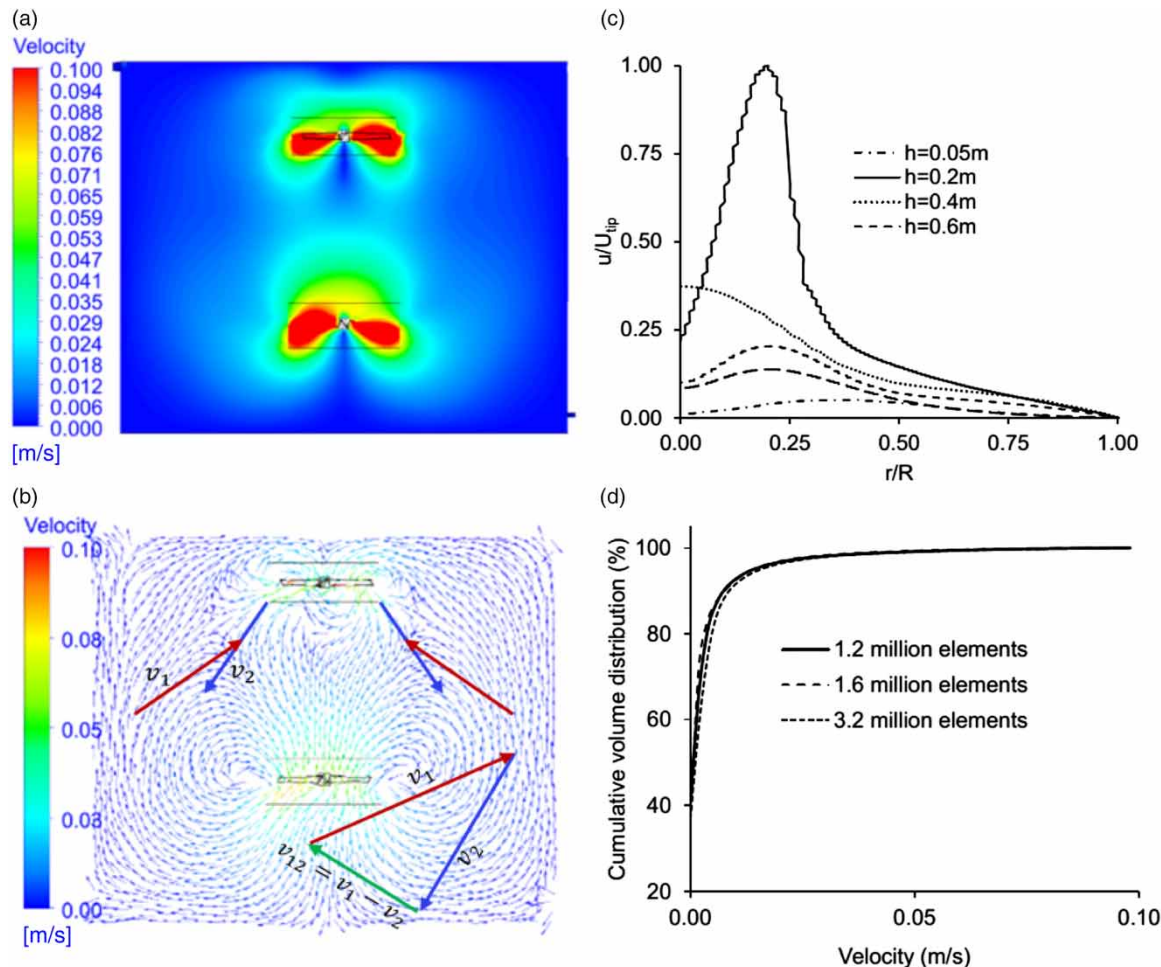 (a)
Velocity
0.100
0.094
0.088
0.082
0.076
0.070
0.064
0.059
0.053
0.047
0.041
0.035
0.029
0.024
0.018
0.012
0.006
0.000
[m/s]
(b)
Velocity
0.10
0.08
0.05
0.03
0.00
[m/s]
v1
v2
v1
v2
v12 = v1 − v2
(c)
u/Utip
1.00
0.75
0.50
0.25
0.00
h=0.05m
h=0.2m
h=0.4m
h=0.6m
0.00 0.25 0.50 0.75 1.00
r/R
(d)
Cumulative volume distribution (%)
100
80
60
40
20
1.2 million elements
1.6 million elements
3.2 million elements
0.00 0.05 0.10
Velocity (m/s)